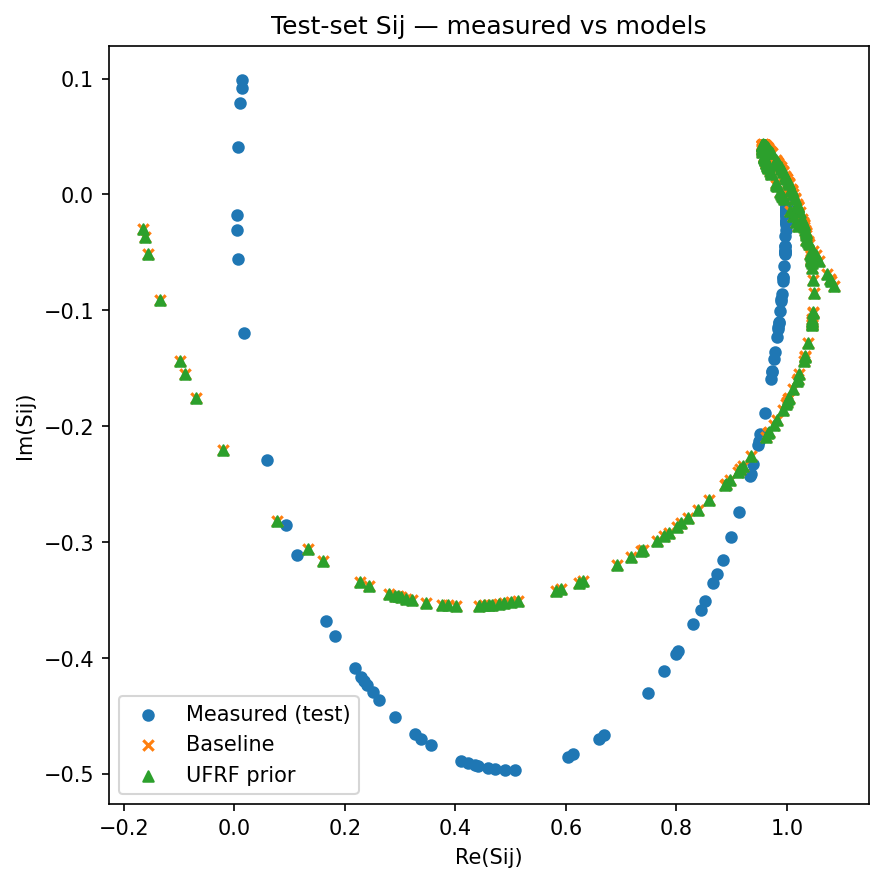 Test-set Sij — measured vs models
Im(Sij)
0.1
0.0
−0.1
−0.2
−0.3
−0.4
−0.5
Measured (test)
Baseline
UFRF prior
−0.2 0.0 0.2 0.4 0.6 0.8 1.0
Re(Sij)